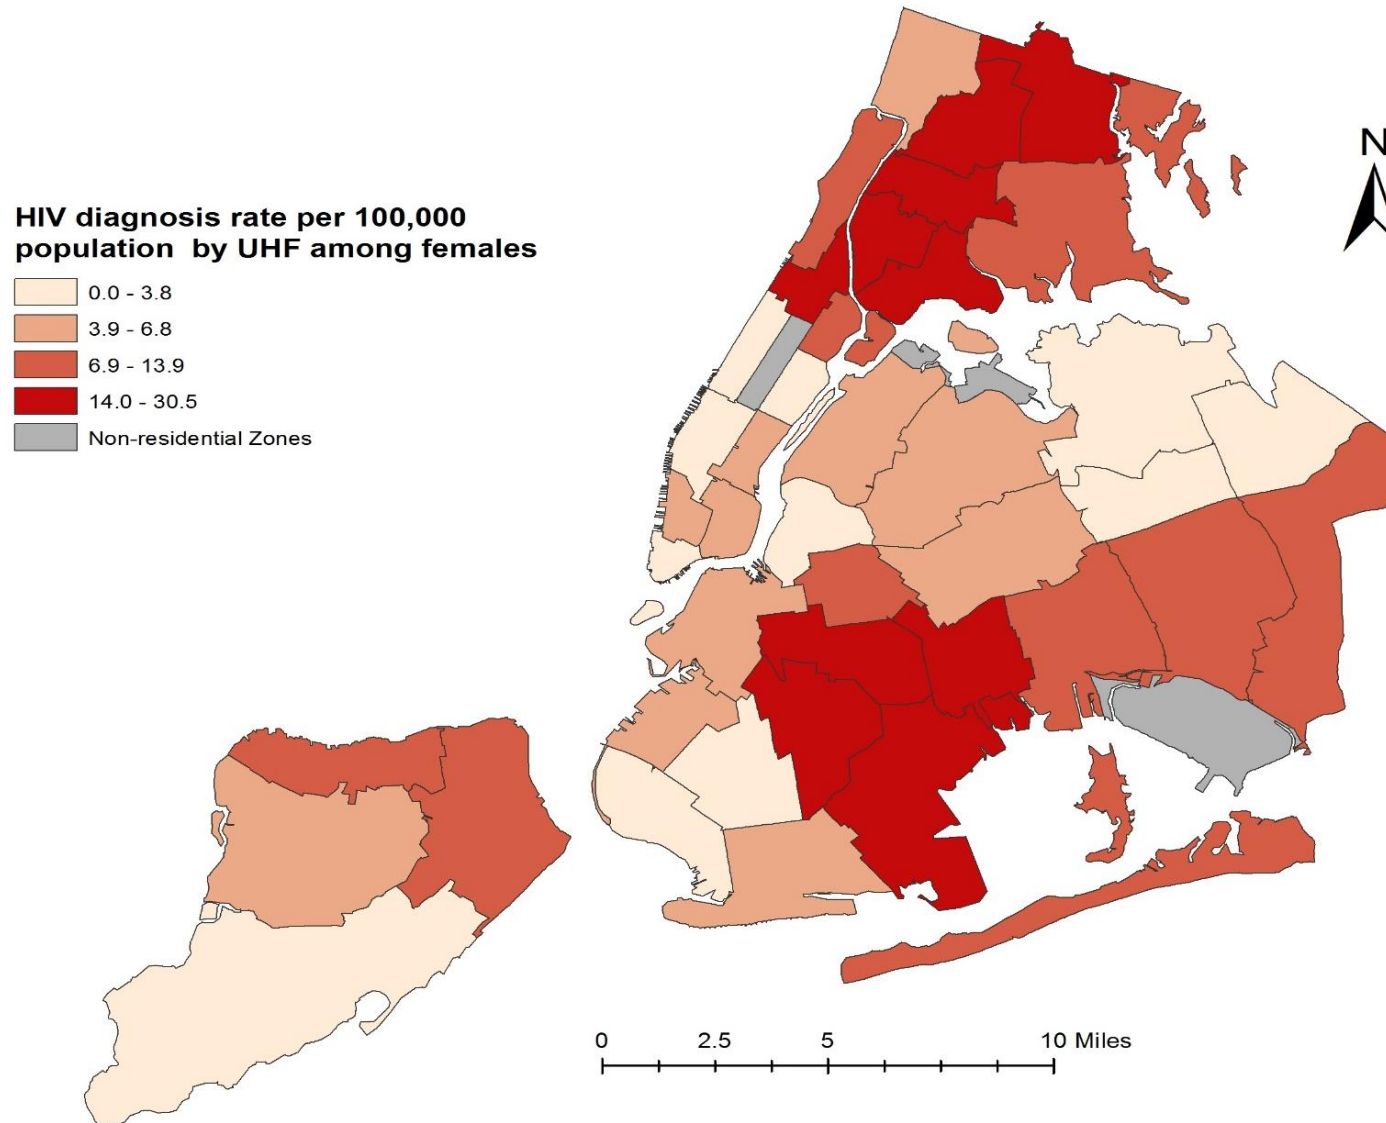 N
HIV diagnosis rate per 100,000
population by UHF among females
0.0 - 3.8
3.9 - 6.8
6.9 - 13.9
14.0 - 30.5
Non-residential Zones
0 2.5 5 10 Miles